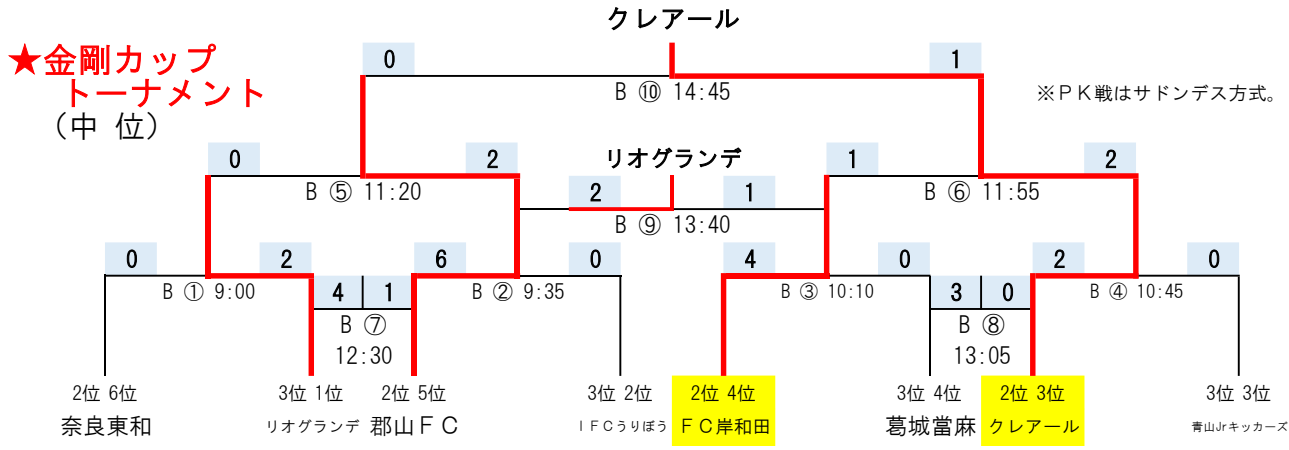 クレアール
★金剛カップ
トーナメント
（中 位）
0
1
B ⑩ 14:45
※ＰＫ戦はサドンデス方式。
0
2
リオグランデ
1
2
B ⑤ 11:20
2
1
B ⑥ 11:55
B ⑨ 13:40
0
2
6
0
4
0
2
0
B ① 9:00
4
1
B ② 9:35
B ③ 10:10
3
0
B ④ 10:45
B ⑦
12:30
B ⑧
13:05
2位 6位
3位 1位
2位 5位
3位 2位
2位 4位
3位 4位
2位 3位
3位 3位
奈良東和
リオグランデ
郡山ＦＣ
ＩＦＣうりぼう
ＦＣ岸和田
葛城當麻
クレアール
青山Jrキッカーズ